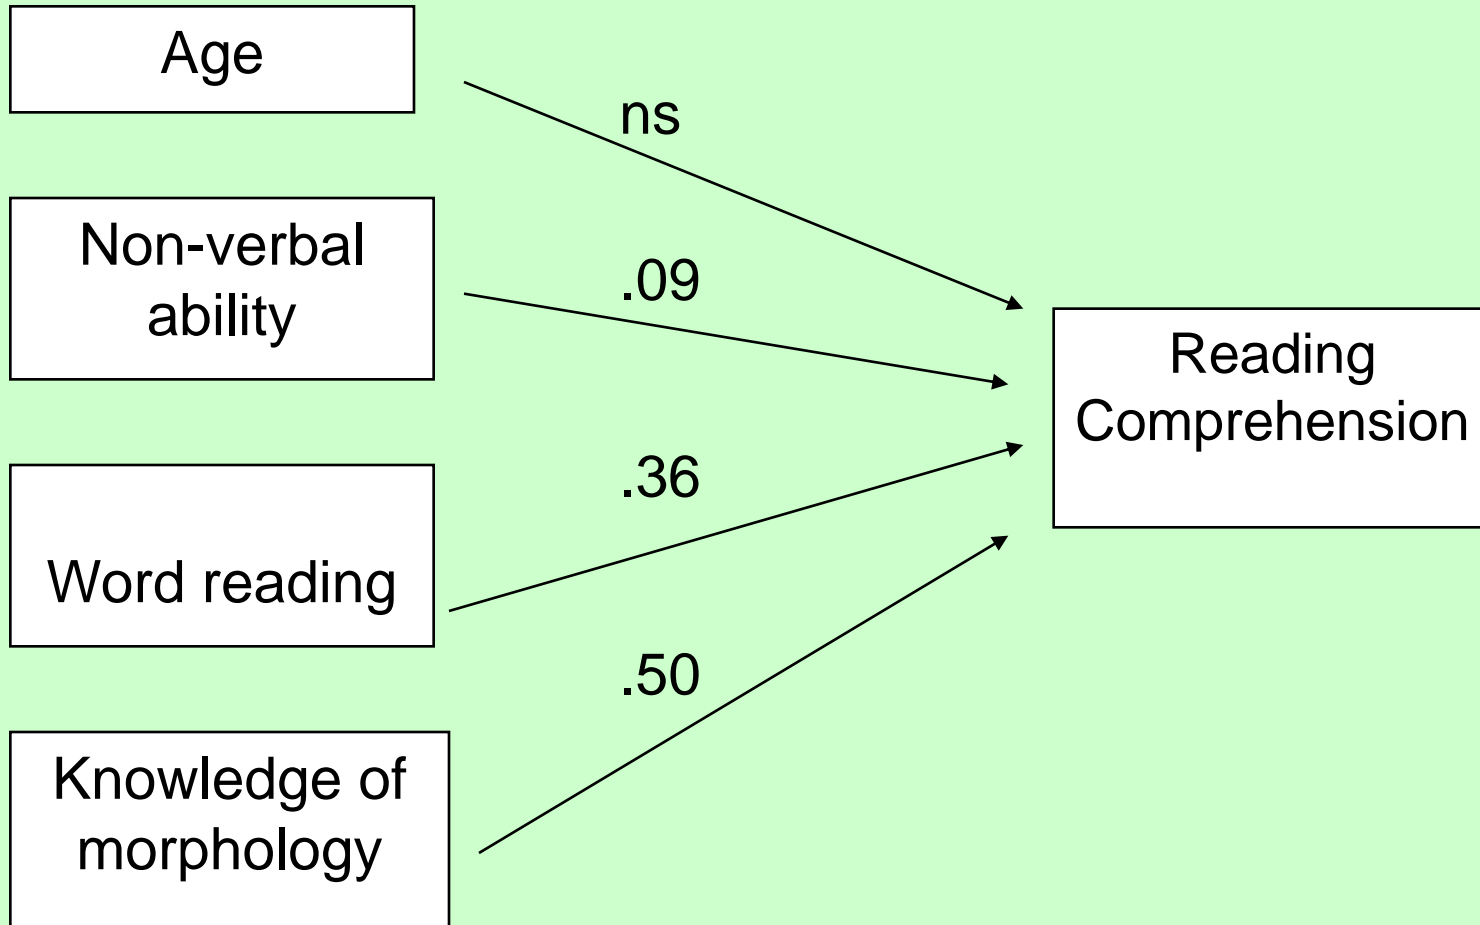 Age
ns
Non-verbal
ability
.09
Reading
Comprehension
.36
Word reading
.50
Knowledge of
morphology